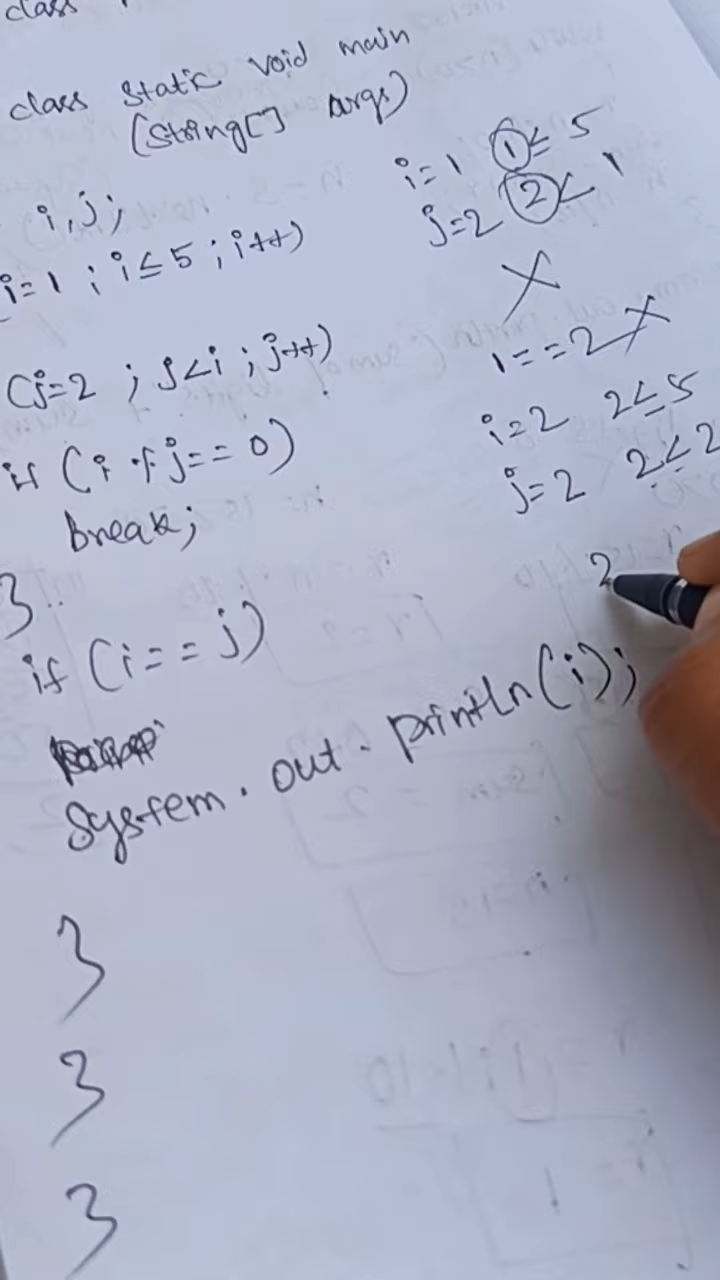 class
class static void main
(String[] args)
i,j;
i=1 ; i≤5 ; i++)
(j=2 ; j<i ; j++)
if (i % j == 0)
break;
}
if (i == j)
System.out.println(i);
}
}
}
i=1 1≤5
j=2 2<1
X
1==2 X
i=2 2≤5
j=2 2≤2
2